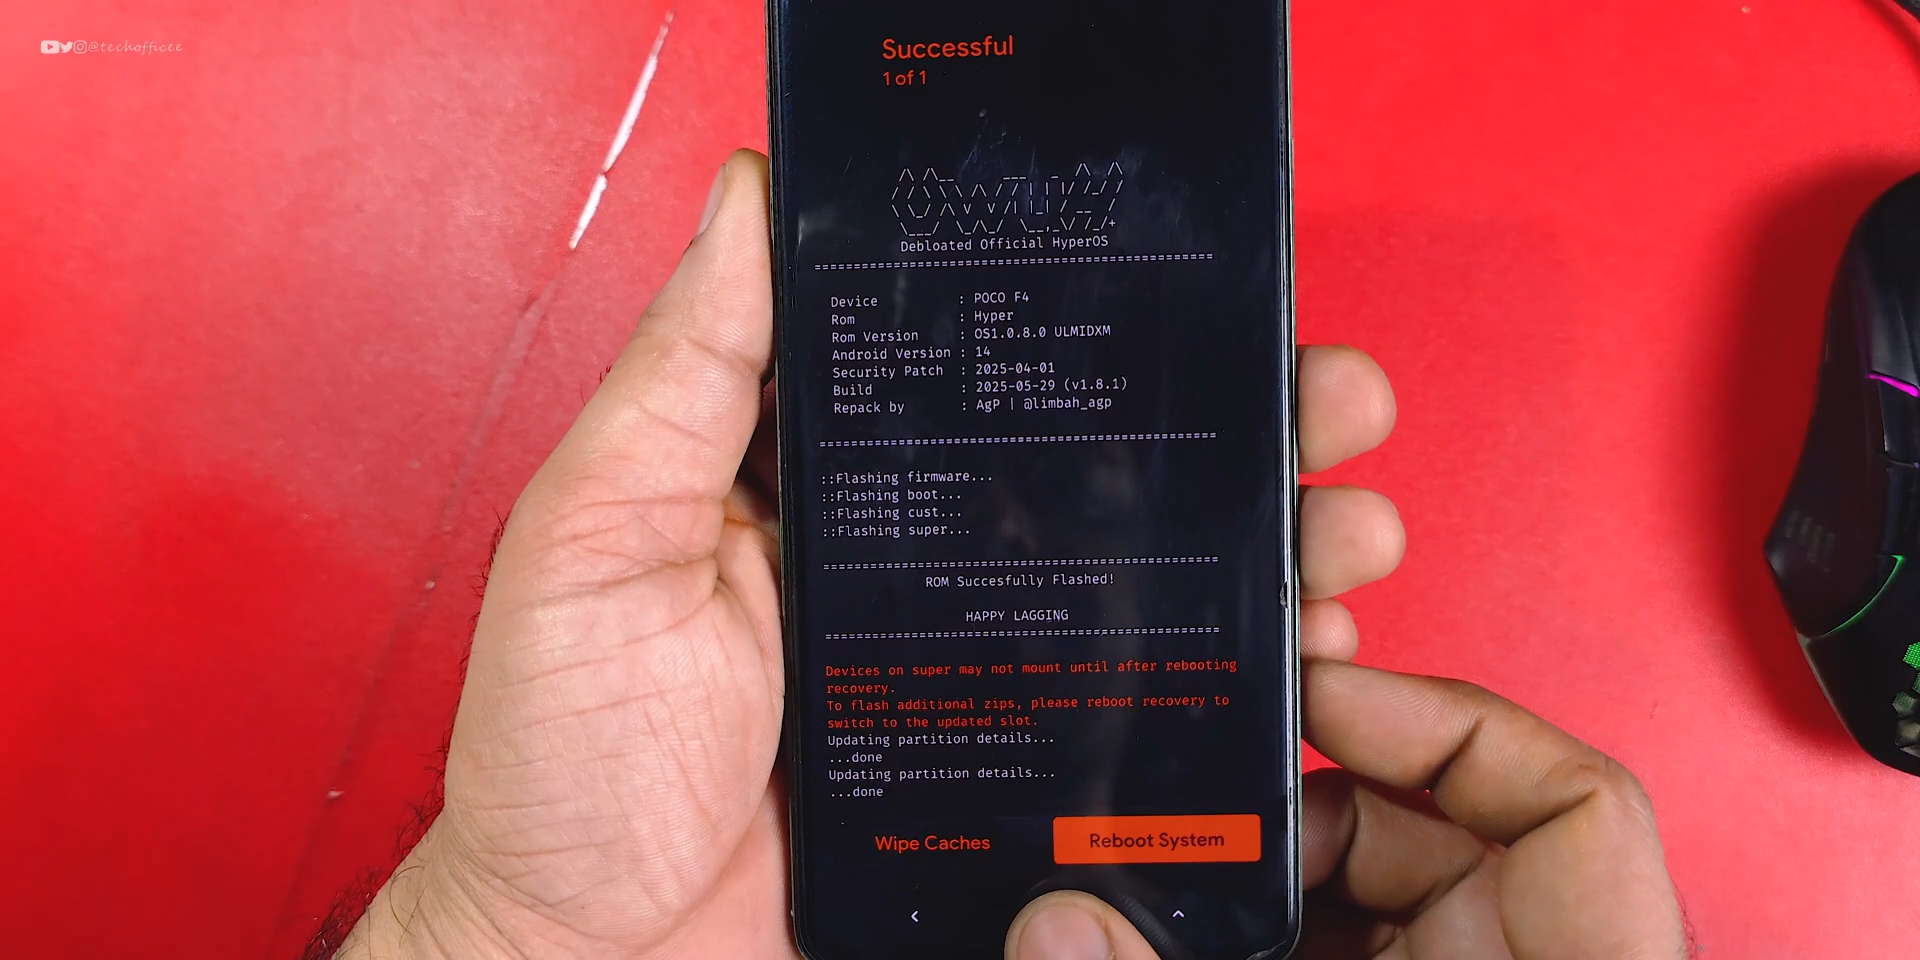 @techofficee
Successful
1 of 1
Debloated Official HyperOS
==================================================
Device : POCO F4
Rom : Hyper
Rom Version : OS1.0.8.0 ULMIDXM
Android Version : 14
Security Patch : 2025-04-01
Build : 2025-05-29 (v1.8.1)
Repack by : AgP | @limbah_agp
==================================================
::Flashing firmware...
::Flashing boot...
::Flashing cust...
::Flashing super...
==================================================
ROM Succesfully Flashed!
HAPPY LAGGING
==================================================
Devices on super may not mount until after rebooting
recovery.
To flash additional zips, please reboot recovery to
switch to the updated slot.
Updating partition details...
...done
Updating partition details...
...done
Wipe Caches
Reboot System